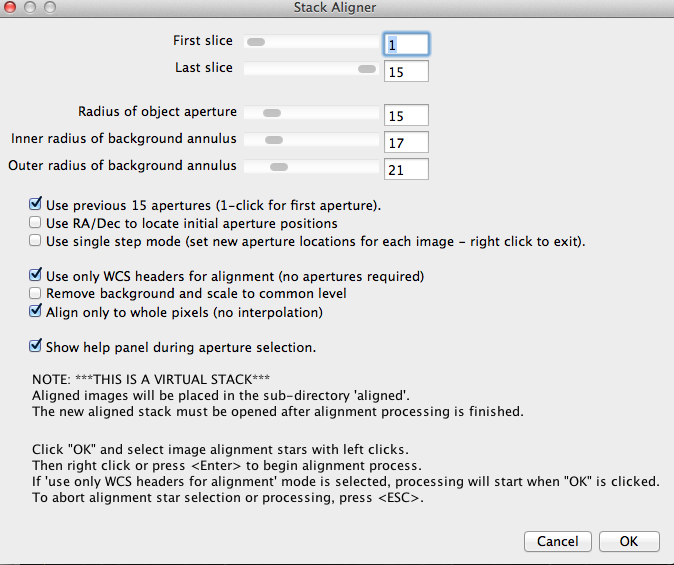 Stack Aligner
First slice 1
Last slice 15
Radius of object aperture 15
Inner radius of background annulus 17
Outer radius of background annulus 21
Use previous 15 apertures (1-click for first aperture).
Use RA/Dec to locate initial aperture positions
Use single step mode (set new aperture locations for each image - right click to exit).
Use only WCS headers for alignment (no apertures required)
Remove background and scale to common level
Align only to whole pixels (no interpolation)
Show help panel during aperture selection.
NOTE: ***THIS IS A VIRTUAL STACK***
Aligned images will be placed in the sub-directory 'aligned'.
The new aligned stack must be opened after alignment processing is finished.
Click "OK" and select image alignment stars with left clicks.
Then right click or press <Enter> to begin alignment process.
If 'use only WCS headers for alignment' mode is selected, processing will start when "OK" is clicked.
To abort alignment star selection or processing, press <ESC>.
Cancel OK